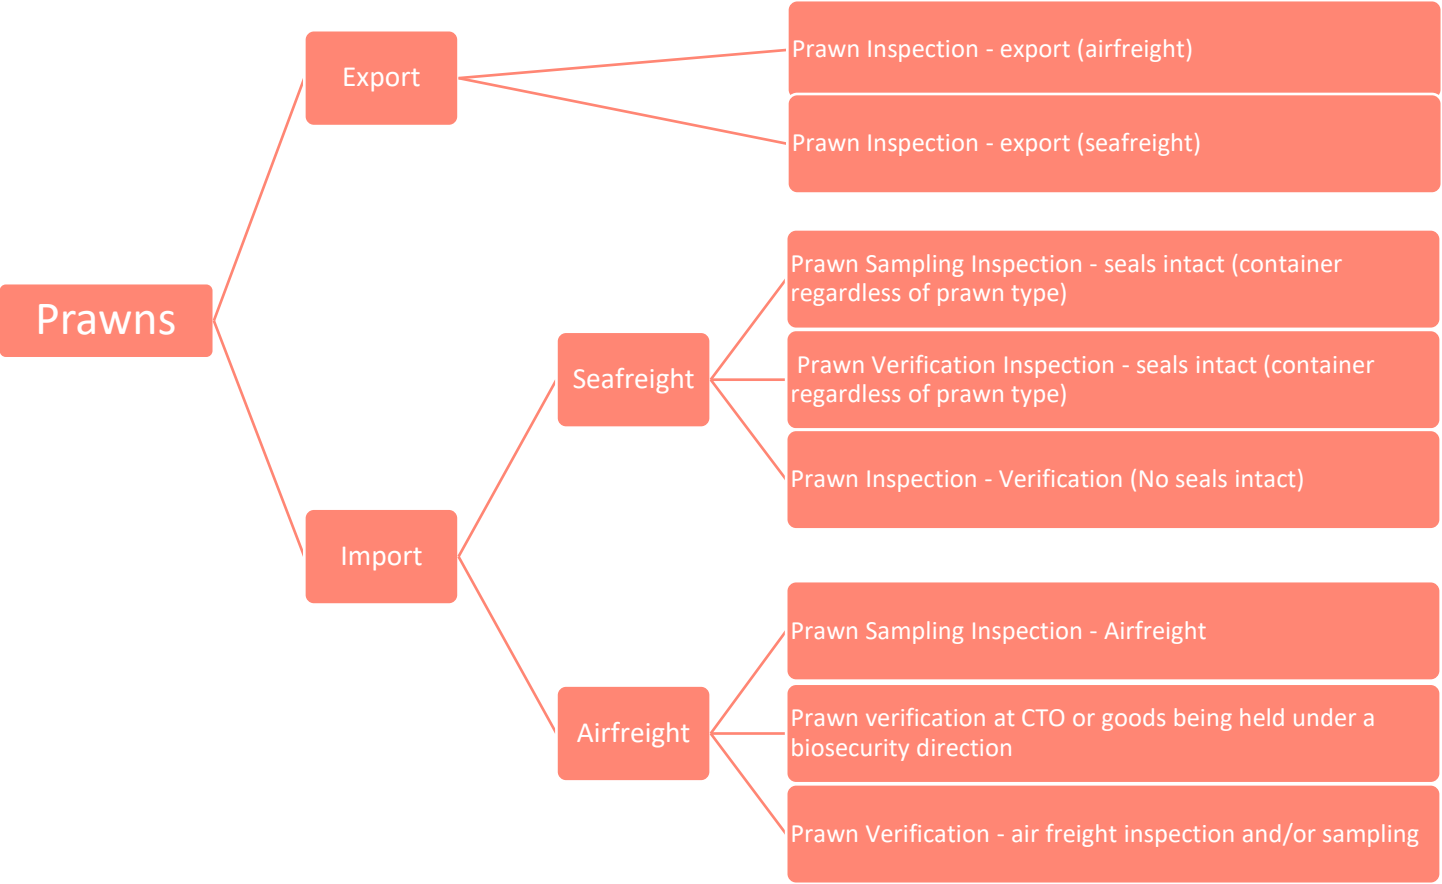 Prawns
Export
Prawn Inspection - export (airfreight)
Prawn Inspection - export (seafreight)
Import
Seafreight
Prawn Sampling Inspection - seals intact (container
regardless of prawn type)
Prawn Verification Inspection - seals intact (container
regardless of prawn type)
Prawn Inspection - Verification (No seals intact)
Airfreight
Prawn Sampling Inspection - Airfreight
Prawn verification at CTO or goods being held under a
biosecurity direction
Prawn Verification - air freight inspection and/or sampling